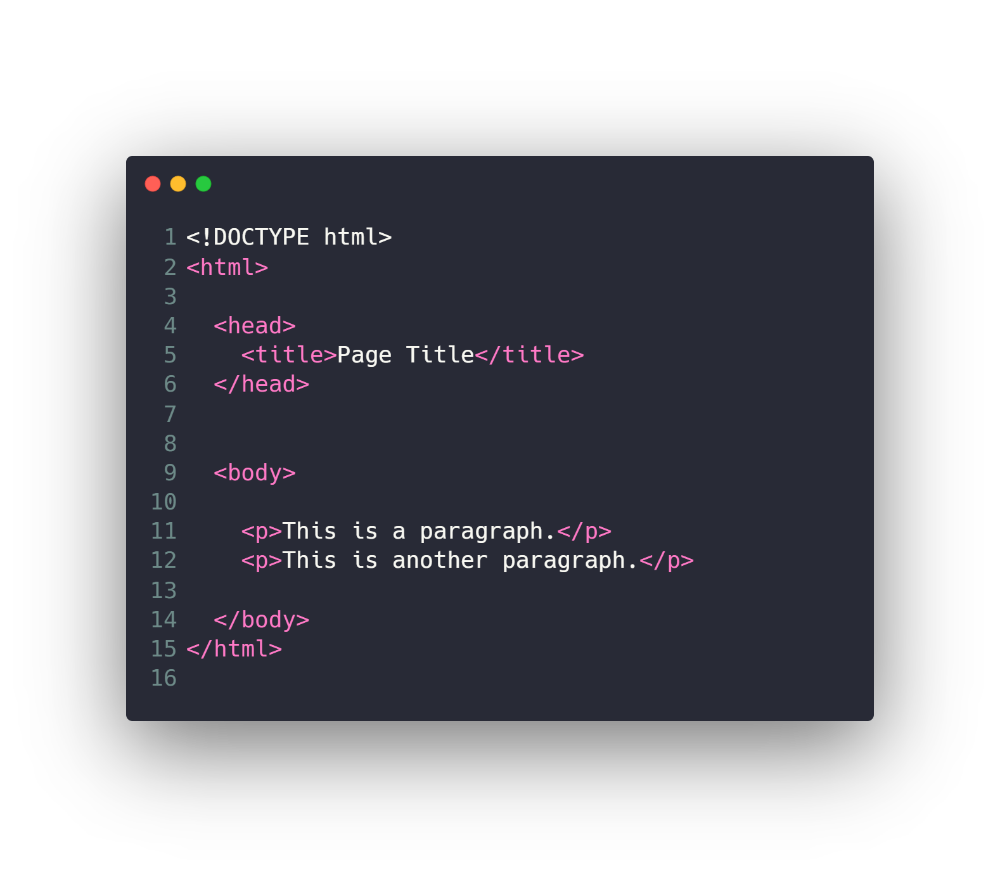 1 <!DOCTYPE html>
2 <html>
3
4   <head>
5     <title>Page Title</title>
6   </head>
7
8
9   <body>
10
11     <p>This is a paragraph.</p>
12     <p>This is another paragraph.</p>
13
14   </body>
15 </html>
16